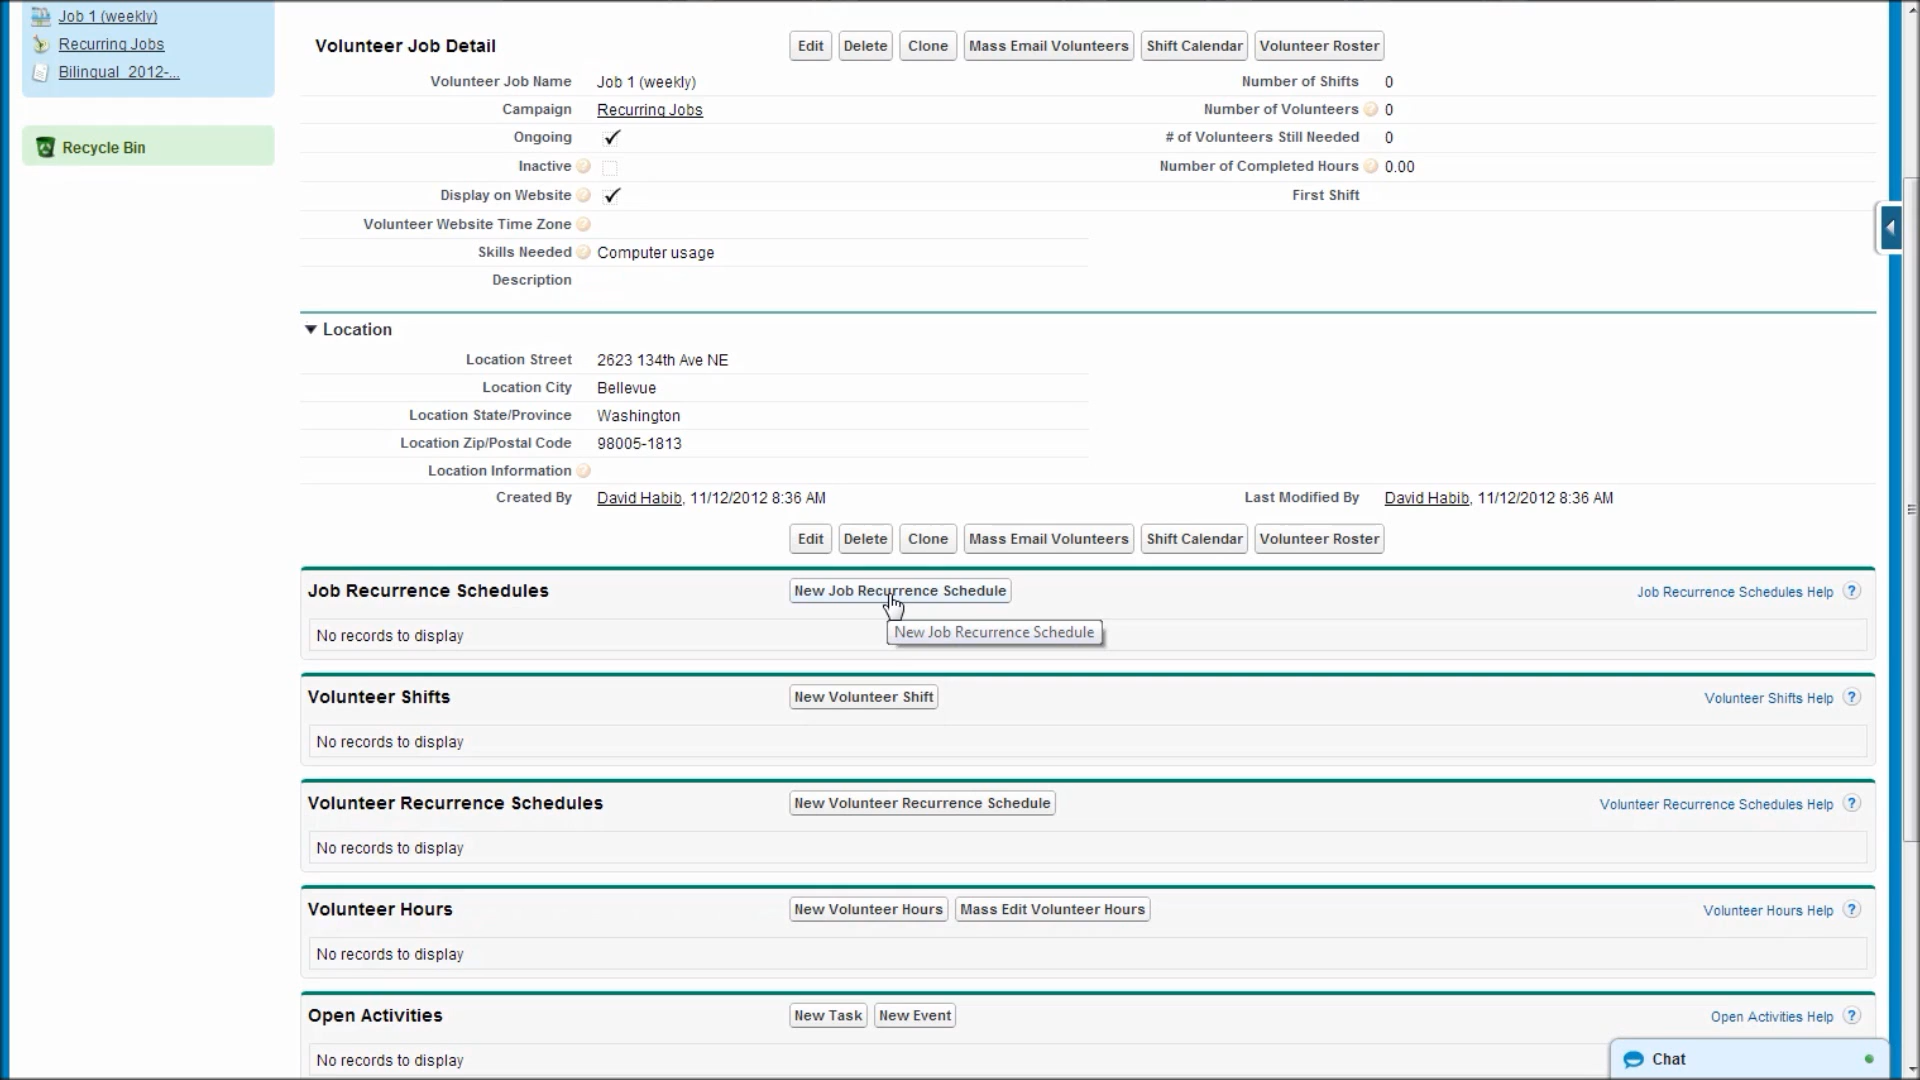 Job 1 (weekly)
Recurring Jobs
Bilingual_2012-...
Recycle Bin
Volunteer Job Detail
Edit Delete Clone Mass Email Volunteers Shift Calendar Volunteer Roster
Volunteer Job Name Job 1 (weekly) Number of Shifts 0
Campaign Recurring Jobs Number of Volunteers 0
Ongoing # of Volunteers Still Needed 0
Inactive Number of Completed Hours 0.00
Display on Website First Shift
Volunteer Website Time Zone
Skills Needed Computer usage
Description
Location
Location Street 2623 134th Ave NE
Location City Bellevue
Location State/Province Washington
Location Zip/Postal Code 98005-1813
Location Information
Created By David Habib, 11/12/2012 8:36 AM Last Modified By David Habib, 11/12/2012 8:36 AM
Edit Delete Clone Mass Email Volunteers Shift Calendar Volunteer Roster
Job Recurrence Schedules New Job Recurrence Schedule Job Recurrence Schedules Help ?
No records to display New Job Recurrence Schedule
Volunteer Shifts New Volunteer Shift Volunteer Shifts Help ?
No records to display
Volunteer Recurrence Schedules New Volunteer Recurrence Schedule Volunteer Recurrence Schedules Help ?
No records to display
Volunteer Hours New Volunteer Hours Mass Edit Volunteer Hours Volunteer Hours Help ?
No records to display
Open Activities New Task New Event Open Activities Help ?
No records to display
Chat